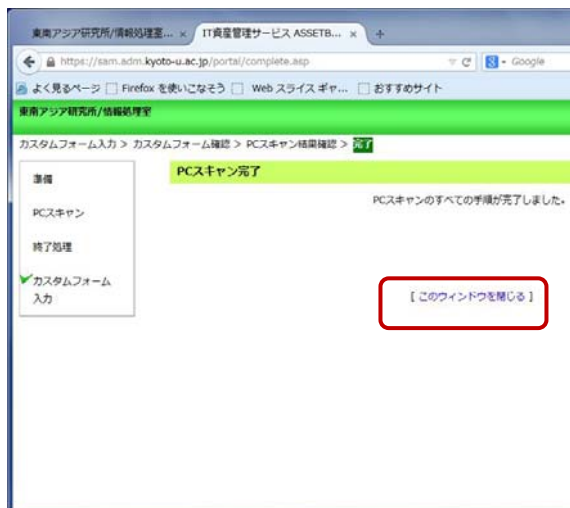 東南アジア研究所/情報処理室... ×
IT資産管理サービス ASSETB... ×
+
https://sam.adm.kyoto-u.ac.jp/portal/complete.asp
Google
よく見るページ Firefox を使いこなそう Web スライス ギャ... おすすめサイト
東南アジア研究所/情報処理室
カスタムフォーム入力 > カスタムフォーム確認 > PCスキャン結果確認 > 完了
準備
PCスキャン
終了処理
カスタムフォーム
入力
PCスキャン完了
PCスキャンのすべての手順が完了しました。
[ このウィンドウを閉じる ]